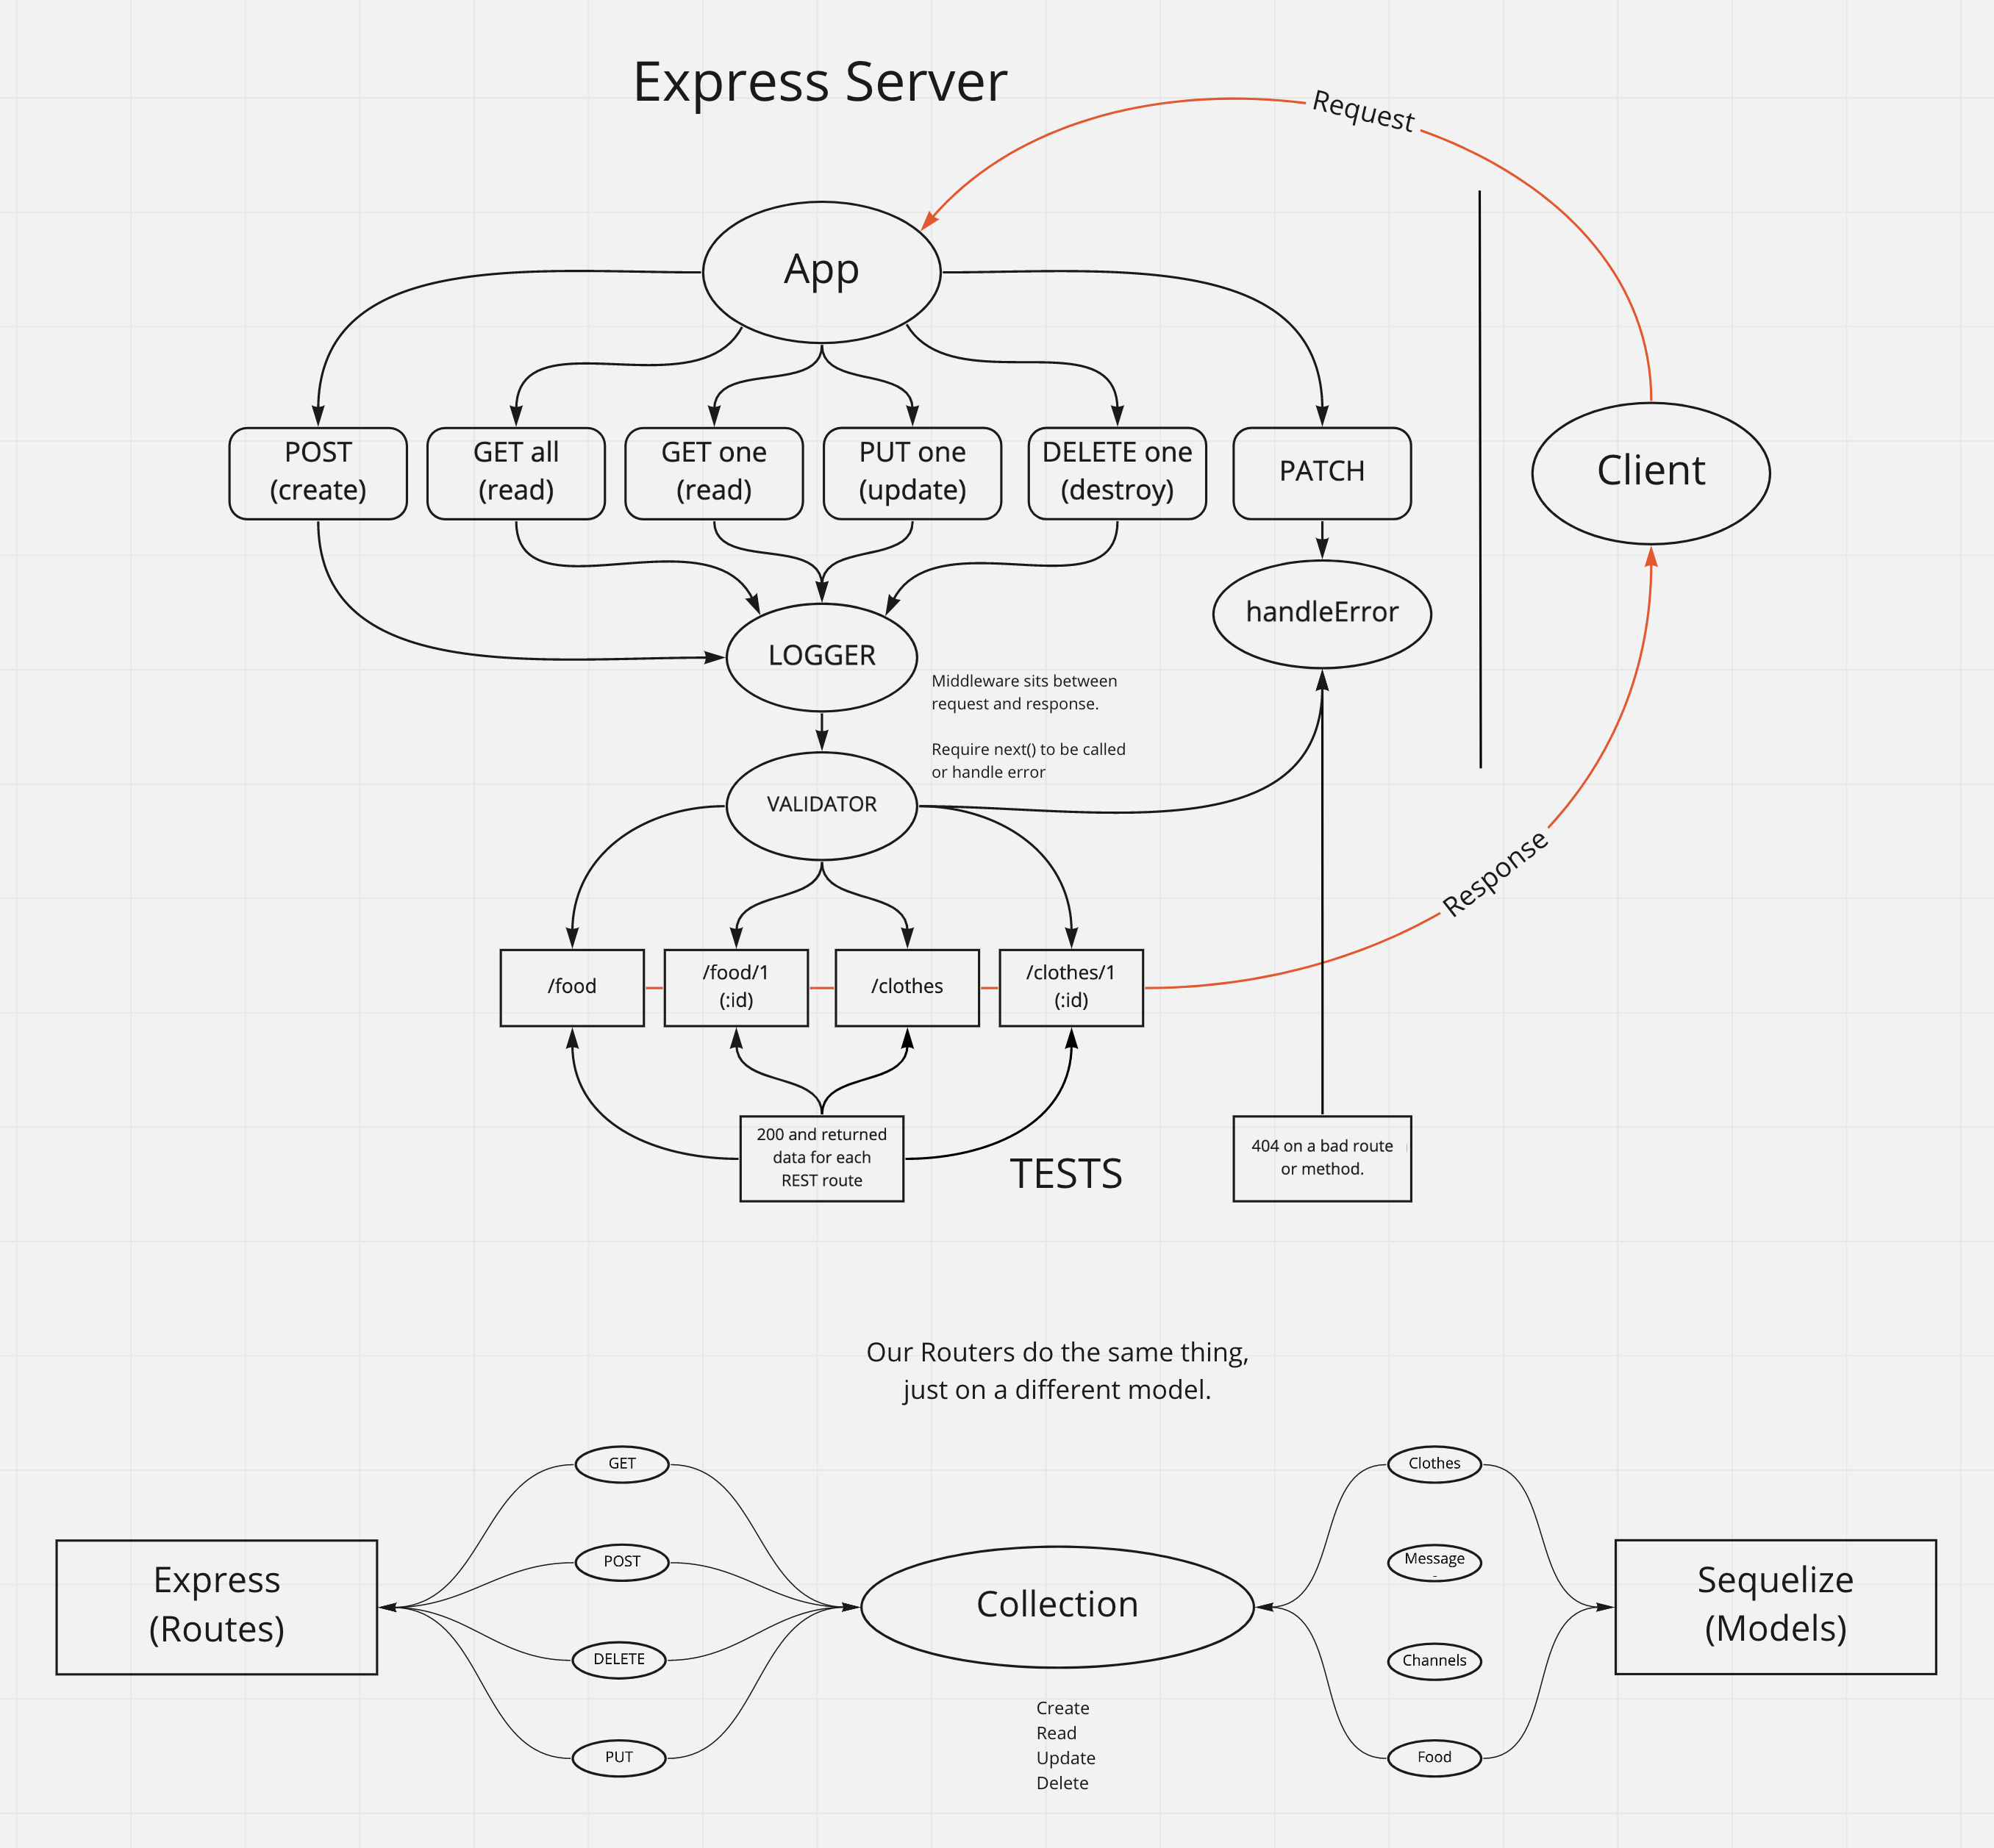 Express Server
Request
App
POST
(create)
GET all
(read)
GET one
(read)
PUT one
(update)
DELETE one
(destroy)
PATCH
Client
handleError
LOGGER
Middleware sits between
request and response.
Require next() to be called
or handle error
VALIDATOR
Response
/food
/food/1
(:id)
/clothes
/clothes/1
(:id)
200 and returned
data for each
REST route
TESTS
404 on a bad route
or method.
Our Routers do the same thing,
just on a different model.
GET
POST
DELETE
PUT
Express
(Routes)
Collection
Create
Read
Update
Delete
Clothes
Message
-
Channels
Food
Sequelize
(Models)